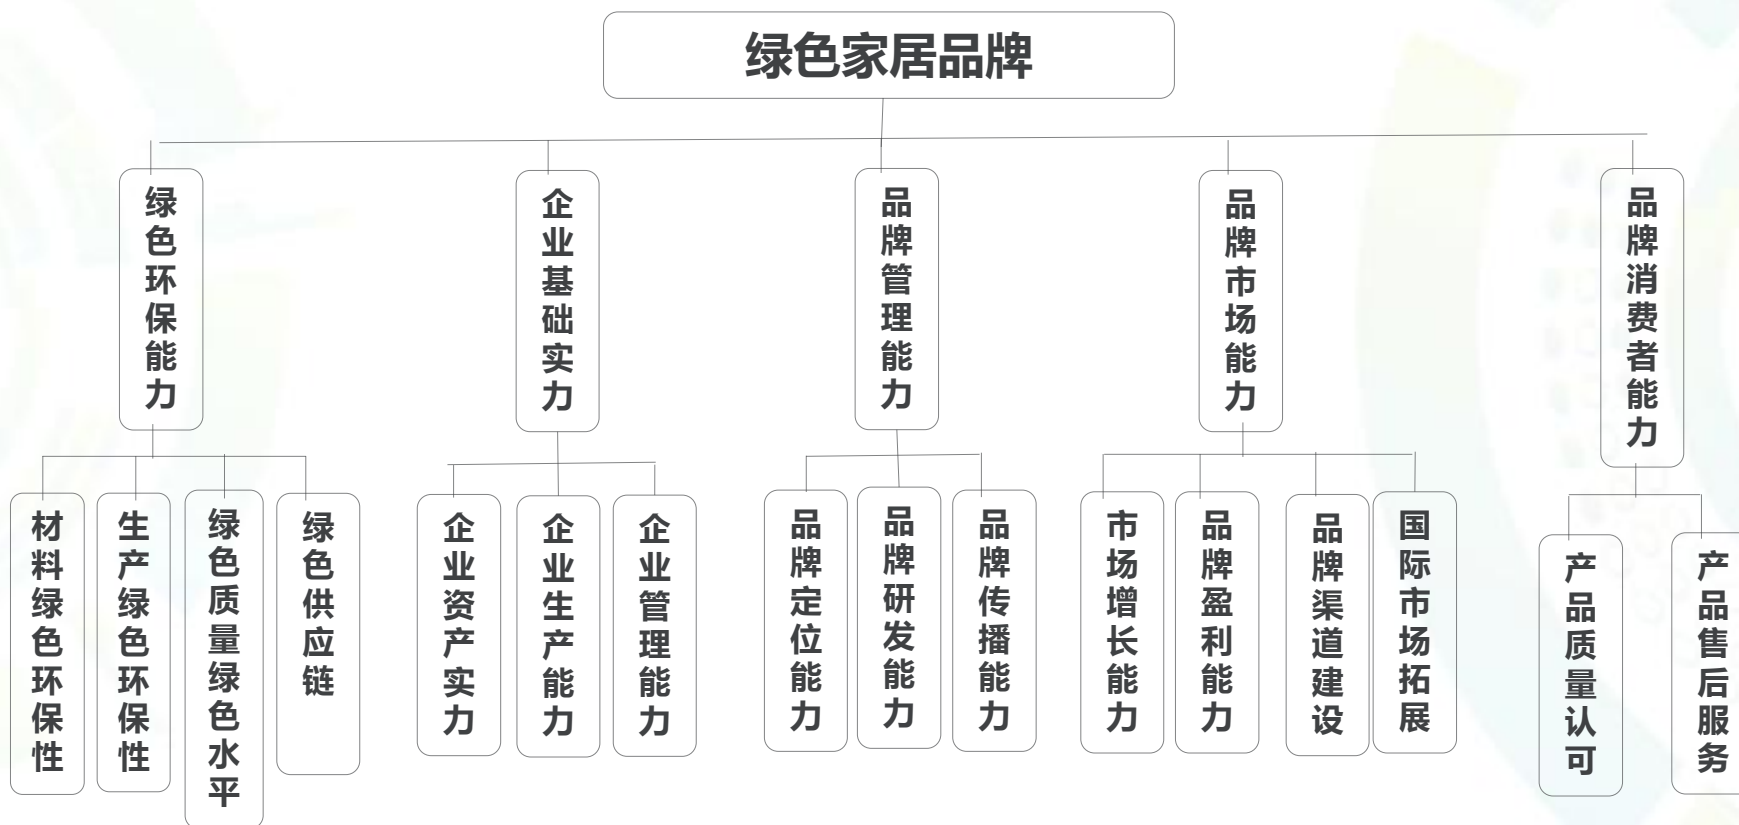 绿色家居品牌
绿色环保能力
企业基础实力
品牌管理能力
品牌市场能力
品牌消费者能力
材料绿色环保性
生产绿色环保性
绿色质量绿色水平
绿色供应链
企业资产实力
企业生产能力
企业管理能力
品牌定位能力
品牌研发能力
品牌传播能力
市场增长能力
品牌盈利能力
品牌渠道建设
国际市场拓展
产品质量认可
产品售后服务